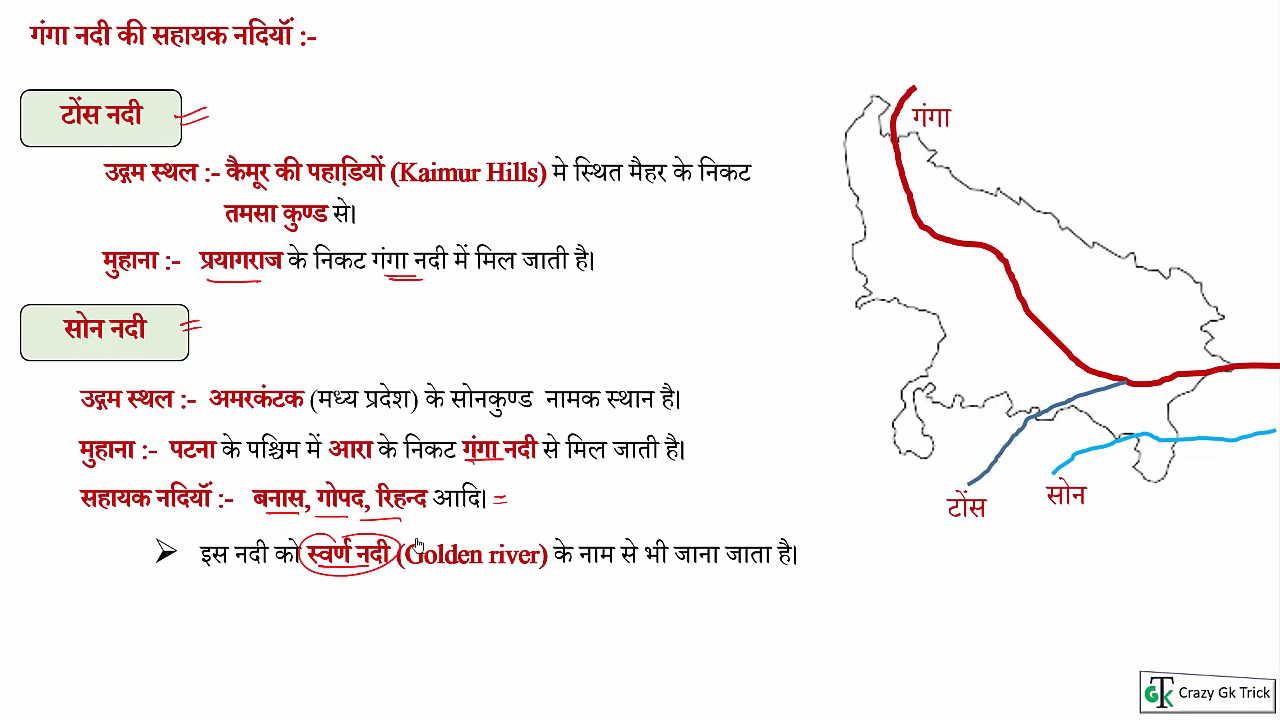 गंगा नदी की सहायक नदियाँ :-
टोंस नदी
उद्गम स्थल :- कैमूर की पहाड़ियों (Kaimur Hills) मे स्थित मैहर के निकट
तमसा कुण्ड से।
मुहाना :- प्रयागराज के निकट गंगा नदी में मिल जाती है।
सोन नदी
उद्गम स्थल :- अमरकंटक (मध्य प्रदेश) के सोनकुण्ड नामक स्थान है।
मुहाना :- पटना के पश्चिम में आरा के निकट गंगा नदी से मिल जाती है।
सहायक नदियाँ :- बनास, गोपद, रिहन्द आदि।
इस नदी को स्वर्ण नदी (Golden river) के नाम से भी जाना जाता है।
गंगा
टोंस
सोन
GTK Crazy Gk Trick